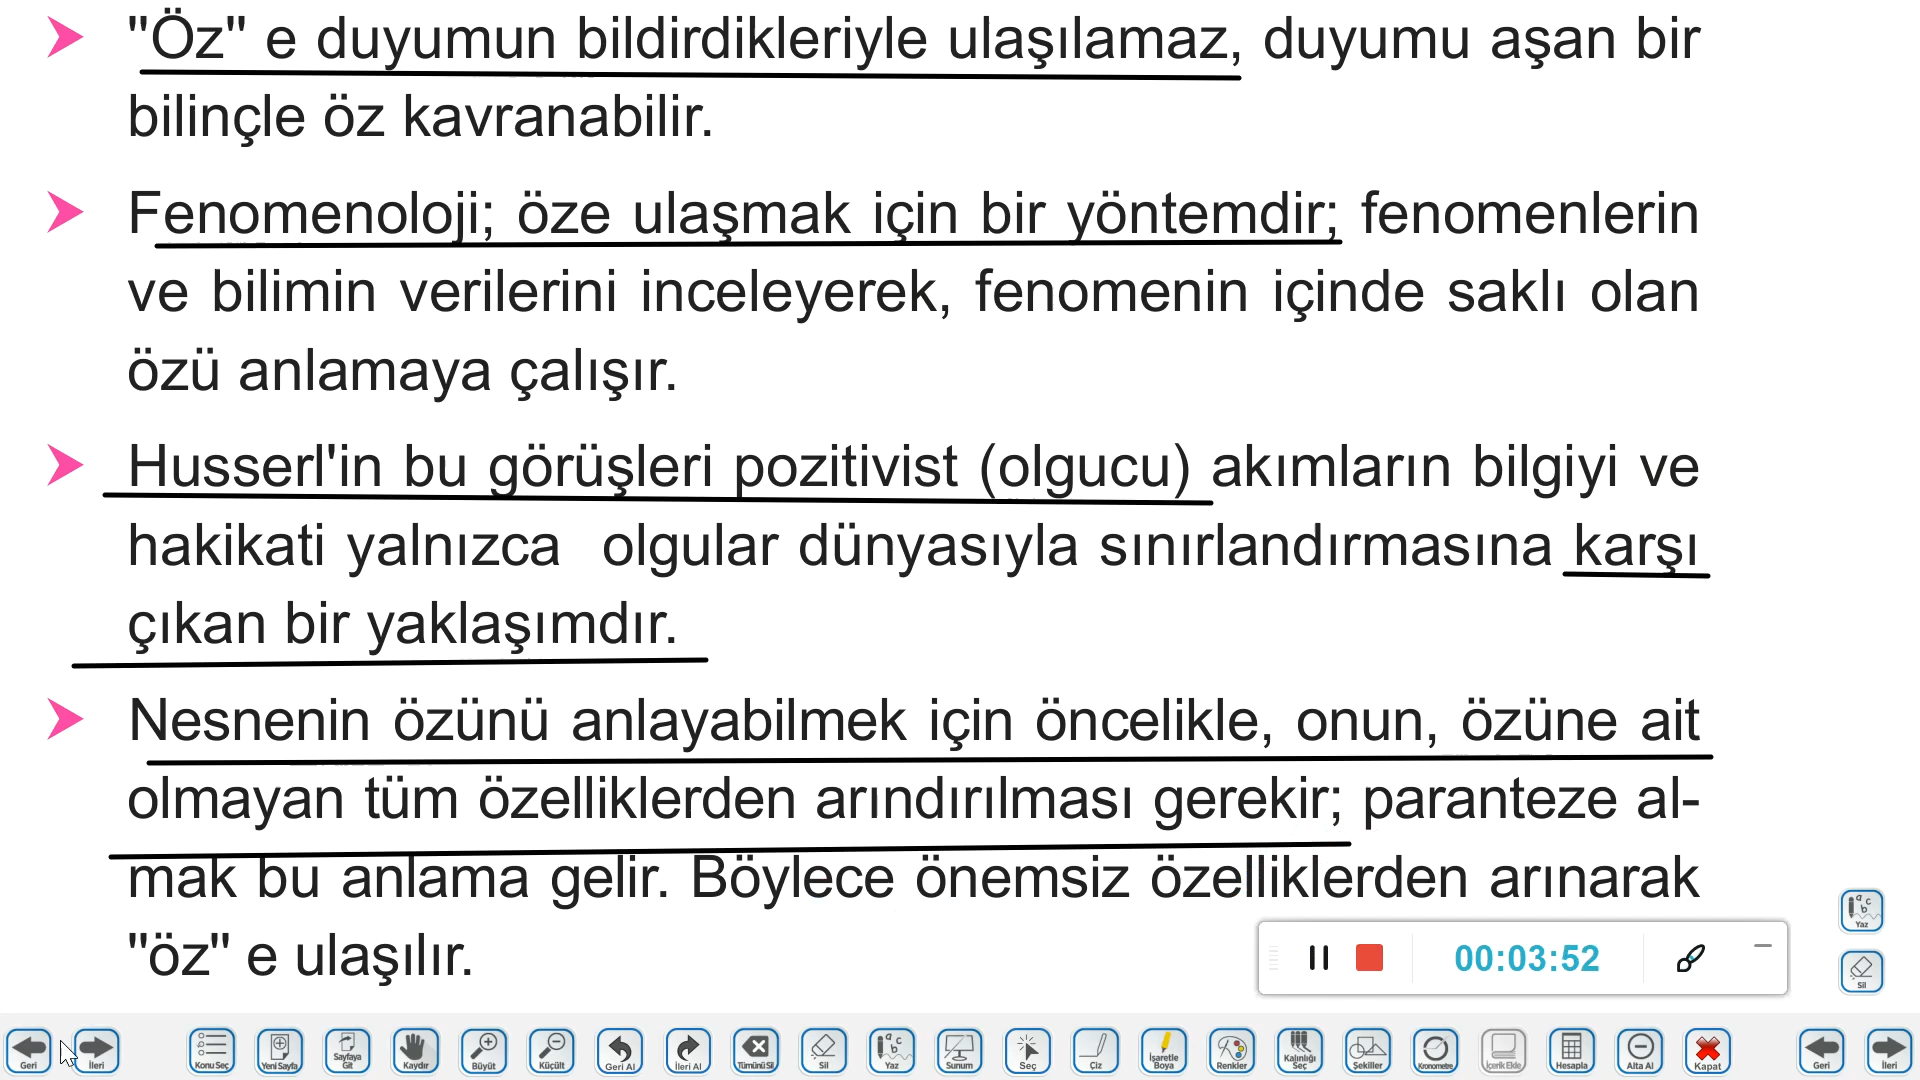 "Öz" e duyumun bildirdikleriyle ulaşılamaz, duyumu aşan bir
bilinçle öz kavranabilir.
Fenomenoloji; öze ulaşmak için bir yöntemdir; fenomenlerin
ve bilimin verilerini inceleyerek, fenomenin içinde saklı olan
özü anlamaya çalışır.
Husserl'in bu görüşleri pozitivist (olgucu) akımların bilgiyi ve
hakikati yalnızca olgular dünyasıyla sınırlandırmasına karşı
çıkan bir yaklaşımdır.
Nesnenin özünü anlayabilmek için öncelikle, onun, özüne ait
olmayan tüm özelliklerden arındırılması gerekir; paranteze al-
mak bu anlama gelir. Böylece önemsiz özelliklerden arınarak
"öz" e ulaşılır.
00:03:52
a b c
Yaz
Sil
Geri İleri Konu Seç Yeni Sayfa Sayfaya Git Kaydır Büyüt Küçült Geri Al İleri Al Tümünü Sil Sil Yaz Sunum Seç Çiz İşaretle Boya Renkler Kalınlığı Seç Şekiller Kronometre İçerik Ekle Hesapla Alta Al Kapat Geri İleri